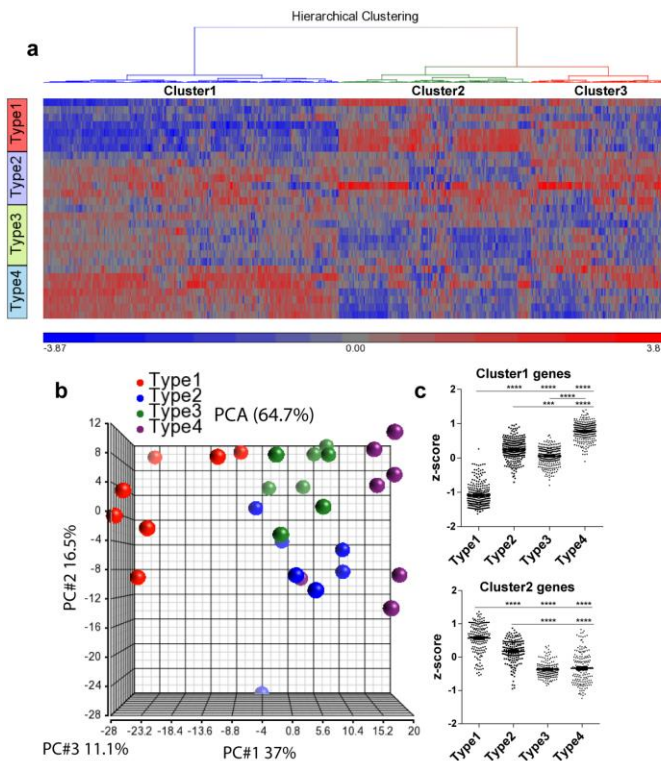 Hierarchical Clustering
a
Cluster1 Cluster2 Cluster3
Type1
Type2
Type3
Type4
-3.87 0.00 3.8
b
Type1
Type2
Type3
Type4
PCA (64.7%)
12
8
4
0
-4
-8
-12
-16
-20
-24
-28
PC#2 16.5%
-28 -23.2 -18.4 -13.6 -8.8 -4 0.8 5.6 10.4 15.2 20
PC#3 11.1% PC#1 37%
c
Cluster1 genes
**** **** ****
****
*** ****
2
1
0
-1
-2
z-score
Type1 Type2 Type3 Type4
Cluster2 genes
**** **** ****
**** ****
2
1
0
-1
-2
z-score
Type1 Type2 Type3 Type4